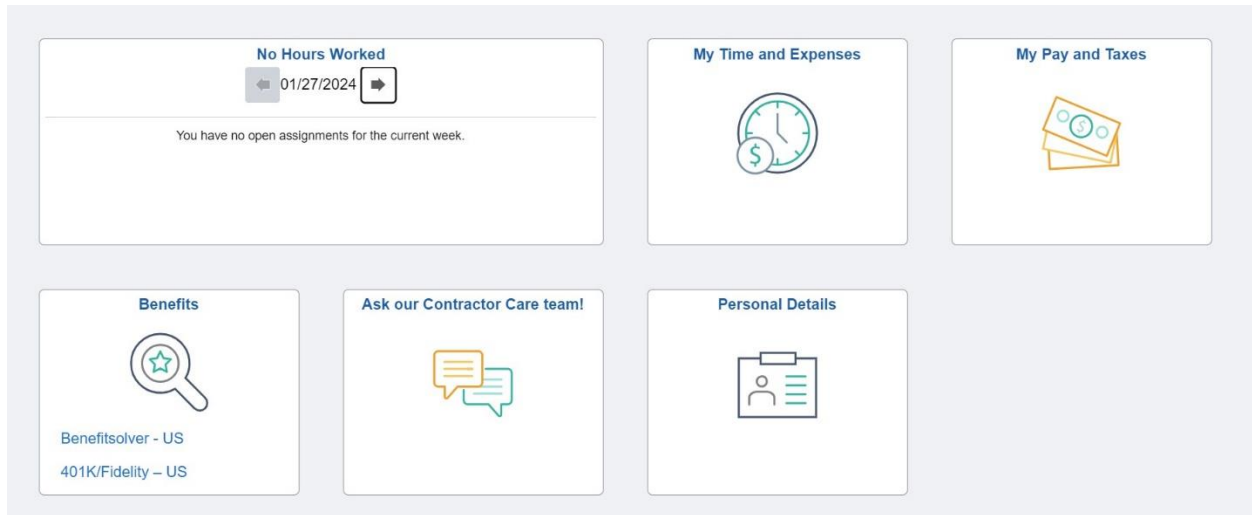 No Hours Worked
01/27/2024
You have no open assignments for the current week.
My Time and Expenses
$
My Pay and Taxes
$
Benefits
Benefitsolver - US
401K/Fidelity – US
Ask our Contractor Care team!
Personal Details